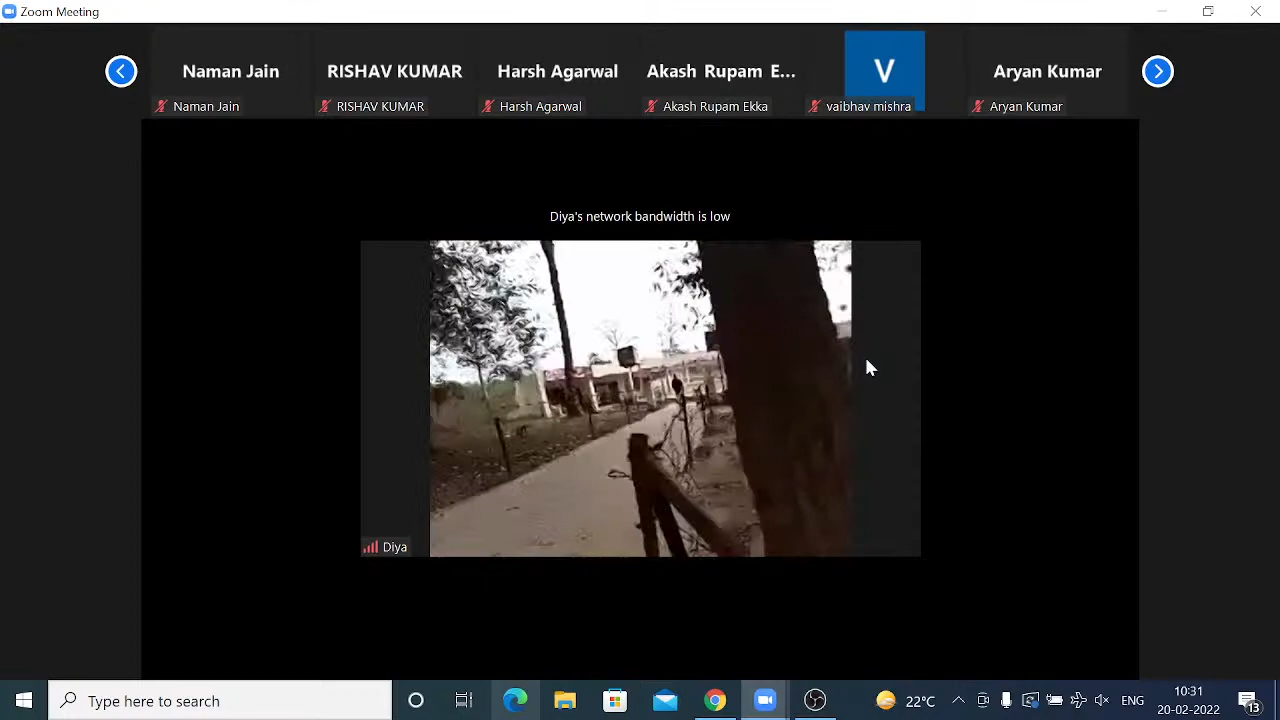 Zoom Meeting
Naman Jain
RISHAV KUMAR
Harsh Agarwal
Akash Rupam E...
V
Aryan Kumar
Naman Jain
RISHAV KUMAR
Harsh Agarwal
Akash Rupam Ekka
vaibhav mishra
Aryan Kumar
Diya's network bandwidth is low
Diya
Type here to search
22°C
ENG
10:31
20-02-2022
13